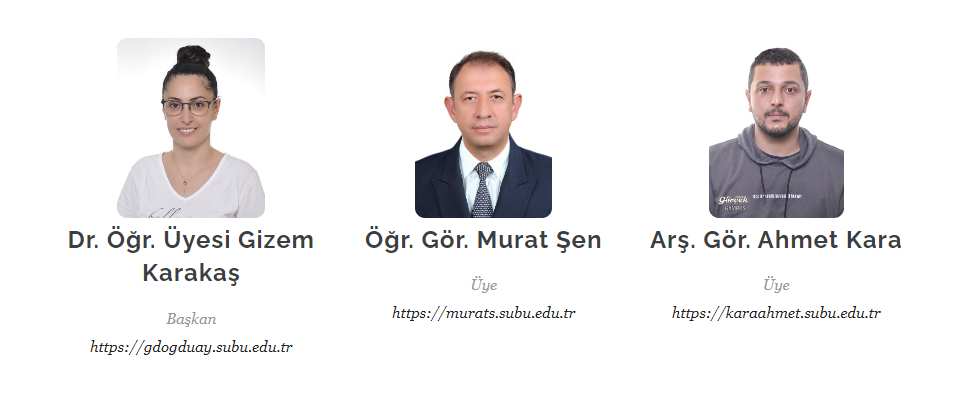 Dr. Öğr. Üyesi Gizem
Karakaş
Başkan
https://gdogduay.subu.edu.tr
Öğr. Gör. Murat Şen
Üye
https://murats.subu.edu.tr
Arş. Gör. Ahmet Kara
Üye
https://karaahmet.subu.edu.tr